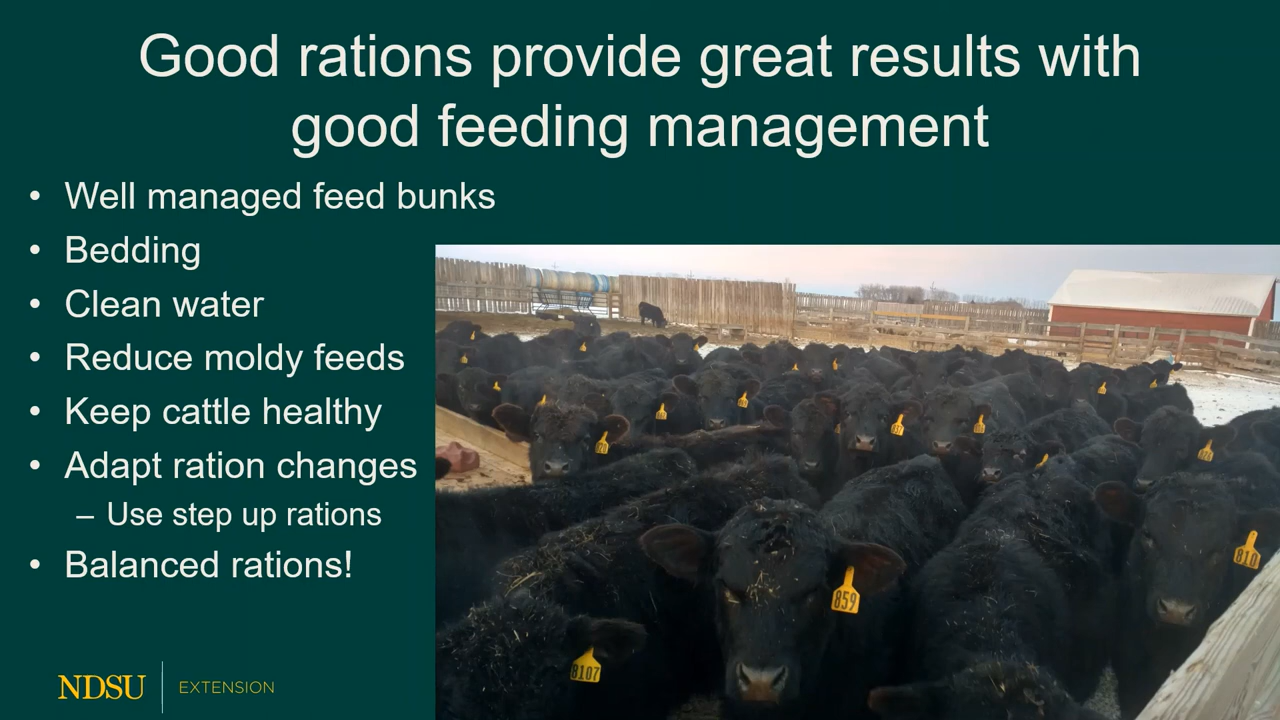 Good rations provide great results with
good feeding management
• Well managed feed bunks
• Bedding
• Clean water
• Reduce moldy feeds
• Keep cattle healthy
• Adapt ration changes
– Use step up rations
• Balanced rations!
859
810
8107
NDSU EXTENSION